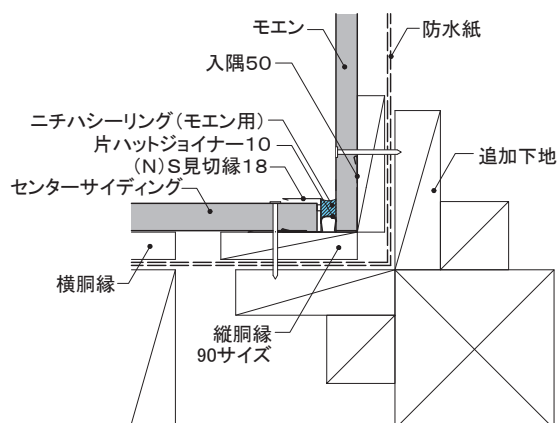 モエン
防水紙
入隅50
ニチハシーリング（モエン用）
片ハットジョイナー10
（N）S見切縁18
センターサイディング
追加下地
横胴縁
縦胴縁
90サイズ